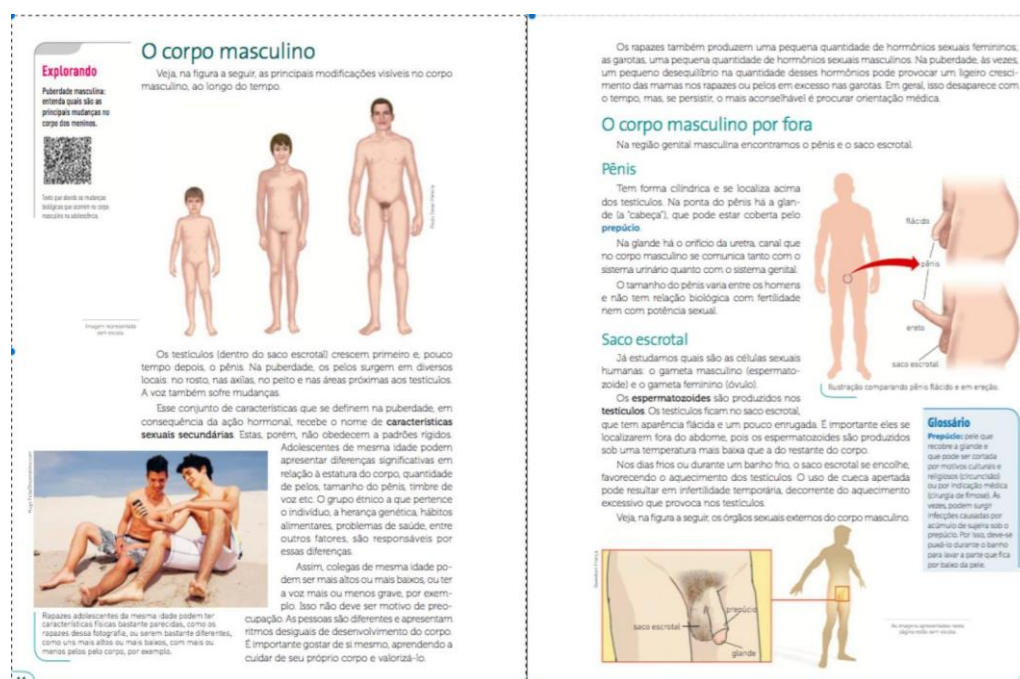 O corpo masculino
Veja, na figura a seguir, as principais modificações visíveis no corpo
masculino, ao longo do tempo.
Explorando
Puberdade masculina:
entenda quais são as
principais mudanças no
corpo dos meninos.
Texto que aborda as mudanças
biológicas que ocorrem no corpo
masculino na adolescência.
Imagem representada
sem escala.
Os testículos (dentro do saco escrotal) crescem primeiro e, pouco
tempo depois, o pênis. Na puberdade, os pelos surgem em diversos
locais: no rosto, nas axilas, no peito e nas áreas próximas aos testículos.
A voz também sofre mudanças.
Esse conjunto de características que se definem na puberdade, em
consequência da ação hormonal, recebe o nome de características
sexuais secundárias. Estas, porém, não obedecem a padrões rígidos.
Adolescentes de mesma idade podem
apresentar diferenças significativas em
relação à estatura do corpo, quantidade
de pelos, tamanho do pênis, timbre de
voz etc. O grupo étnico a que pertence
o indivíduo, a herança genética, hábitos
alimentares, problemas de saúde, entre
outros fatores, são responsáveis por
essas diferenças.
Assim, colegas de mesma idade po-
dem ser mais altos ou mais baixos, ou ter
a voz mais ou menos grave, por exem-
plo. Isso não deve ser motivo de preo-
cupação. As pessoas são diferentes e apresentam
ritmos desiguais de desenvolvimento do corpo.
É importante gostar de si mesmo, aprendendo a
cuidar de seu próprio corpo e valorizá-lo.
Rapazes adolescentes da mesma idade podem ter
características físicas bastante parecidas, como os
rapazes dessa fotografia, ou serem bastante diferentes,
como uns mais altos ou mais baixos, com mais ou
menos pelos pelo corpo, por exemplo.
Os rapazes também produzem uma pequena quantidade de hormônios sexuais femininos;
as garotas, uma pequena quantidade de hormônios sexuais masculinos. Na puberdade, às vezes,
um pequeno desequilíbrio na quantidade desses hormônios pode provocar um ligeiro cresci-
mento das mamas nos rapazes ou pelos em excesso nas garotas. Em geral, isso desaparece com
o tempo, mas, se persistir, o mais aconselhável é procurar orientação médica.
O corpo masculino por fora
Na região genital masculina encontramos o pênis e o saco escrotal.
Pênis
Tem forma cilíndrica e se localiza acima
dos testículos. Na ponta do pênis há a glan-
de (a "cabeça"), que pode estar coberta pelo
prepúcio.
Na glande há o orifício da uretra, canal que
no corpo masculino se comunica tanto com o
sistema urinário quanto com o sistema genital.
O tamanho do pênis varia entre os homens
e não tem relação biológica com fertilidade
nem com potência sexual.
flácido
pênis
ereto
saco escrotal
Ilustração comparando pênis flácido e em ereção.
Saco escrotal
Já estudamos quais são as células sexuais
humanas: o gameta masculino (espermato-
zoide) e o gameta feminino (óvulo).
Os espermatozoides são produzidos nos
testículos. Os testículos ficam no saco escrotal,
que tem aparência flácida e um pouco enrugada. É importante eles se
localizarem fora do abdome, pois os espermatozoides são produzidos
sob uma temperatura mais baixa que a do restante do corpo.
Nos dias frios ou durante um banho frio, o saco escrotal se encolhe,
favorecendo o aquecimento dos testículos. O uso de cueca apertada
pode resultar em infertilidade temporária, decorrente do aquecimento
excessivo que provoca nos testículos.
Veja, na figura a seguir, os órgãos sexuais externos do corpo masculino.
Glossário
Prepúcio: pele que
recobre a glande e
que pode ser cortada
por motivos culturais e
religiosos (circuncisão)
ou por indicação médica
(cirurgia de fimose). Às
vezes, podem surgir
infecções causadas por
acúmulo de sujeira sob o
prepúcio. Por isso, deve-se
puxá-lo durante o banho
para lavar a parte que fica
por baixo da pele.
saco escrotal
prepúcio
glande
As imagens apresentadas nesta
página estão sem escala.